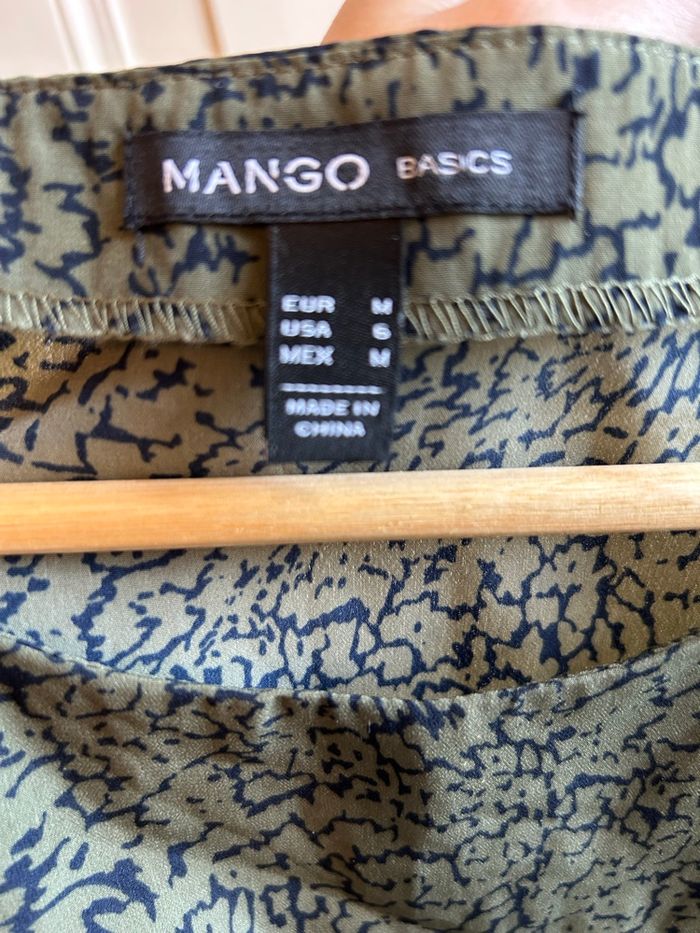 MANGO BASICS
EUR M
USA 6
MEX M
MADE IN
CHINA